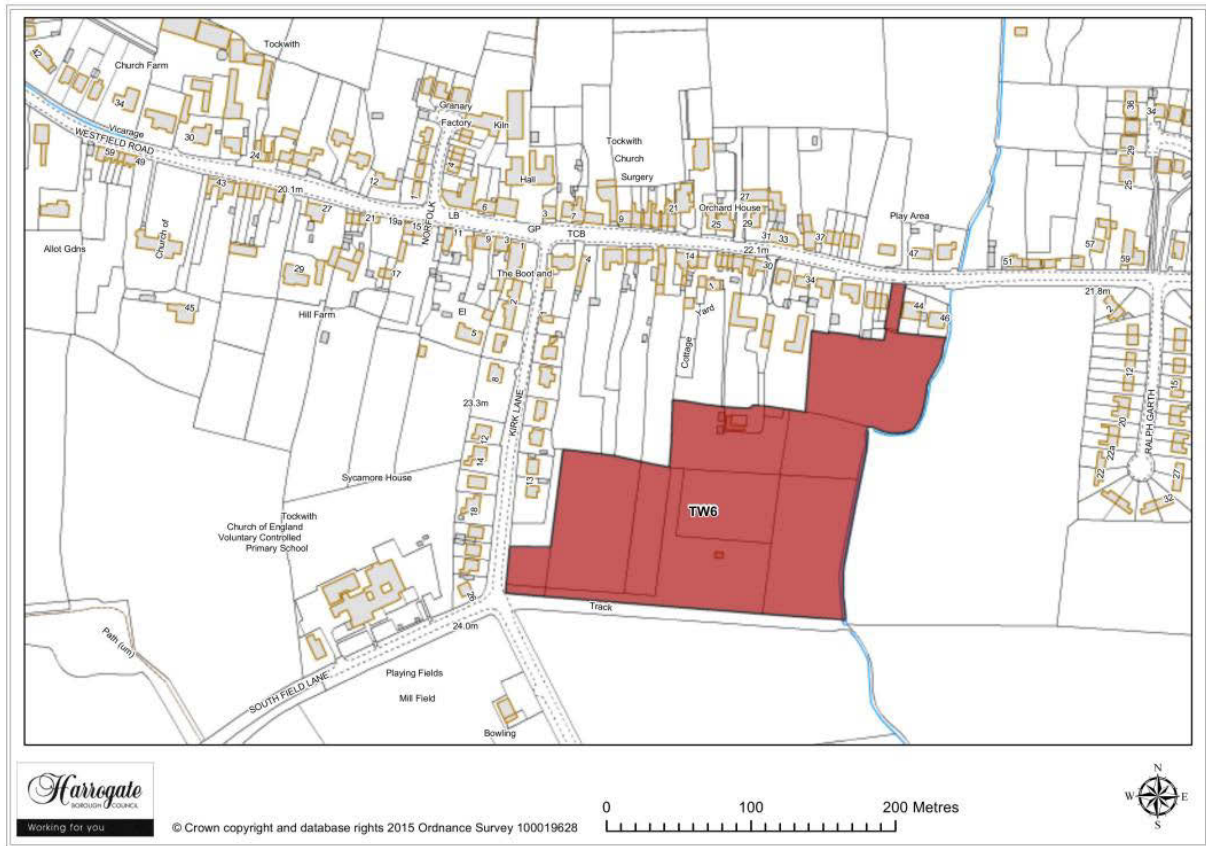 Tockwith
42
Church Farm
34
Vicarage
30
WESTFIELD ROAD
59
49
24
20.1m
43
12
Granary
Factory
Kiln
4
1
Hall
Tockwith
Church
Surgery
6
LB
3
7
9
21
25
Orchard House
27
29
31
33
37
Play Area
47
51
57
59
36
34
29
25
27
21
19a
15
NORFOLK
11
9
3
1
GP
TCB
22.1m
14
30
34
44
46
21.8m
2
Allot Gdns
Church of
45
29
17
Hill Farm
El
5
The Boot and
2
4
1
Yard
Cottage
8
23.3m
KIRK LANE
12
14
13
18
26
Sycamore House
Tockwith
Church of England
Voluntary Controlled
Primary School
TW6
12
15
20
22a
22
27
32
RALPH GARTH
Track
24.0m
Path (um)
SOUTH FIELD LANE
Playing Fields
Mill Field
Bowling
Harrogate
BOROUGH COUNCIL
Working for you
© Crown copyright and database rights 2015 Ordnance Survey 100019628
0 100 200 Metres
N
W E
S